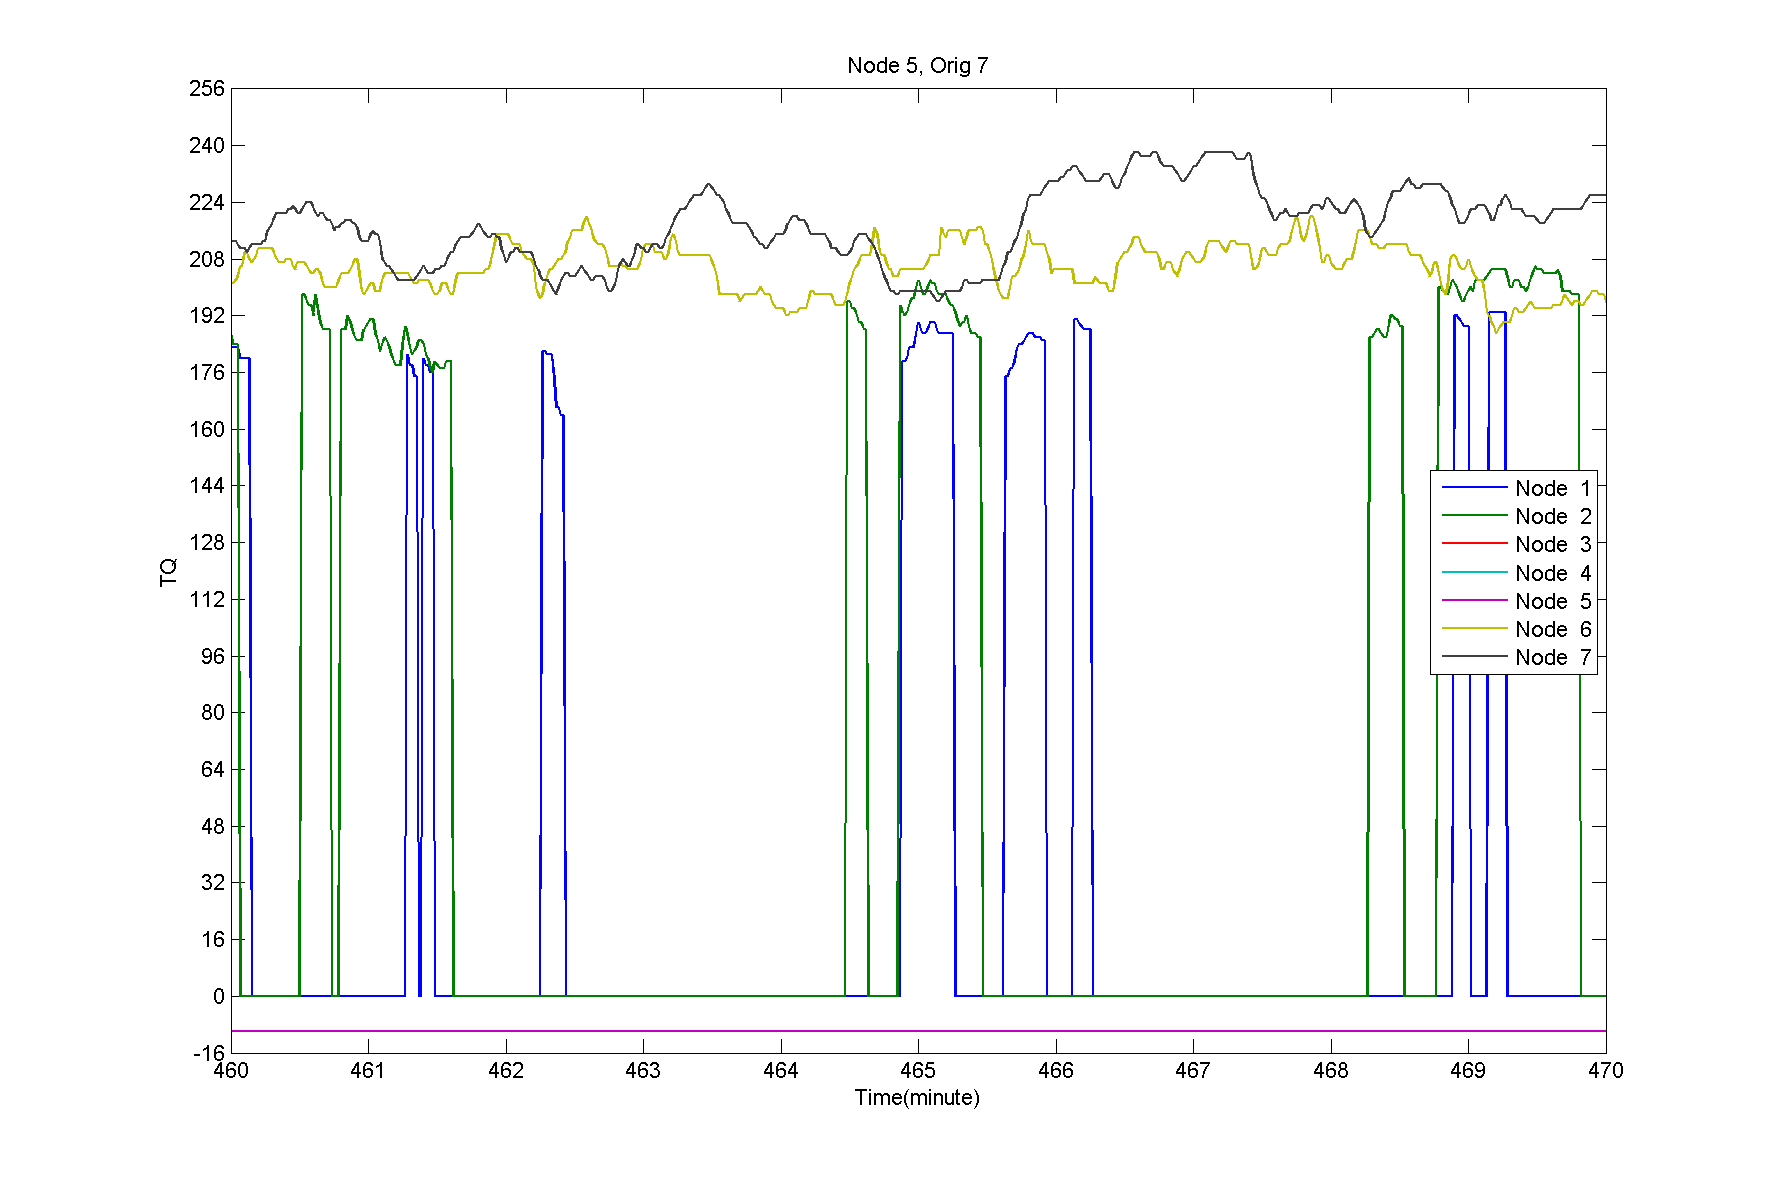 Node 5, Orig 7
256
240
224
208
192
176
160
144
128
112
96
80
64
48
32
16
0
-16
TQ
460 461 462 463 464 465 466 467 468 469 470
Time(minute)
Node 1
Node 2
Node 3
Node 4
Node 5
Node 6
Node 7